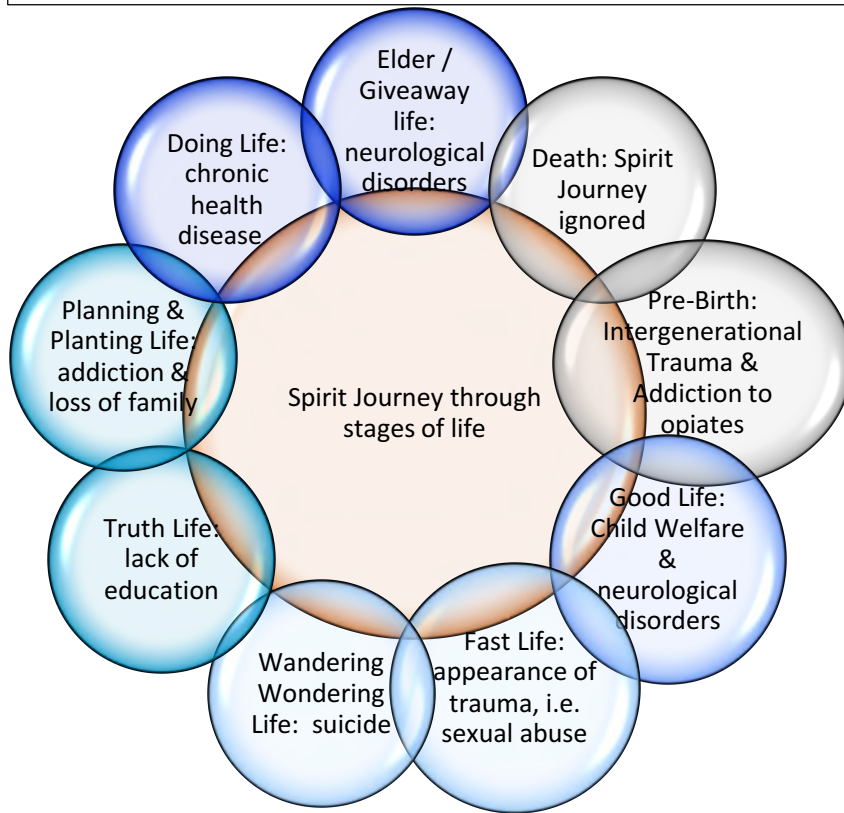 Elder /
Giveaway
life:
neurological
disorders
Death: Spirit
Journey
ignored
Pre-Birth:
Intergenerational
Trauma &
Addiction to
opiates
Good Life:
Child Welfare
&
neurological
disorders
Fast Life:
appearance of
trauma, i.e.
sexual abuse
Wandering
Wondering
Life:  suicide
Truth Life:
lack of
education
Planning &
Planting Life:
addiction &
loss of family
Doing Life:
chronic
health
disease
Spirit Journey through
stages of life